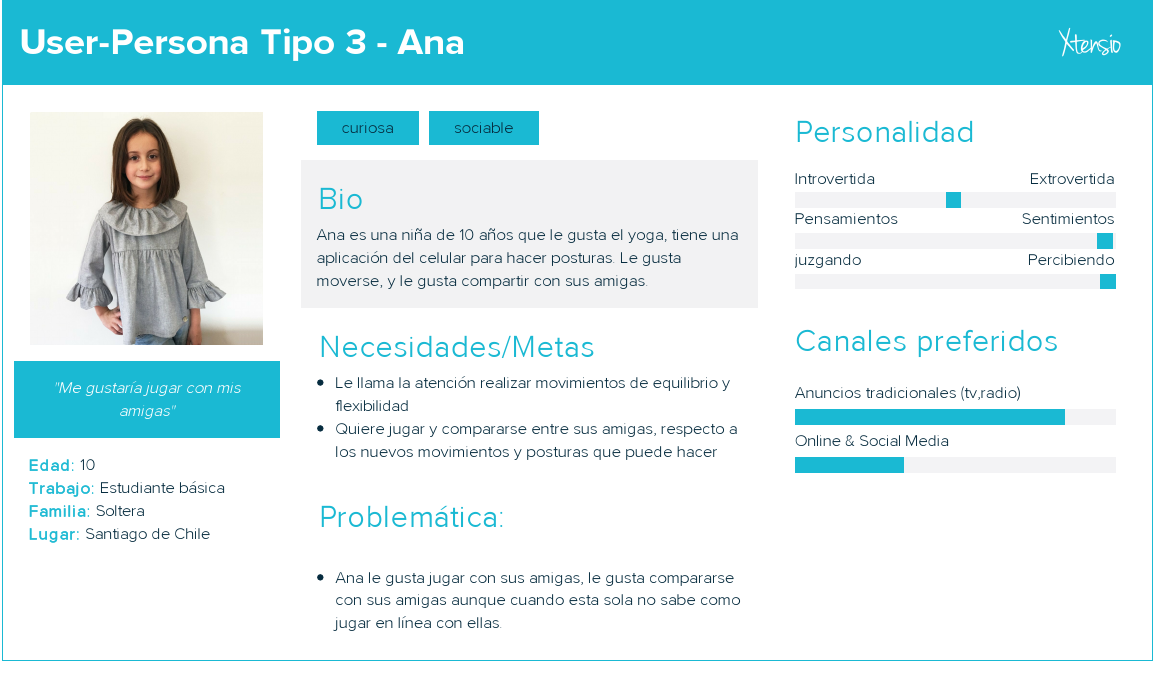 User-Persona Tipo 3 - Ana
Xtensio
curiosa
sociable
"Me gustaría jugar con mis
amigas"
Edad: 10
Trabajo: Estudiante básica
Familia: Soltera
Lugar: Santiago de Chile
Bio
Ana es una niña de 10 años que le gusta el yoga, tiene una
aplicación del celular para hacer posturas. Le gusta
moverse, y le gusta compartir con sus amigas.
Necesidades/Metas
• Le llama la atención realizar movimientos de equilibrio y
flexibilidad
• Quiere jugar y compararse entre sus amigas, respecto a
los nuevos movimientos y posturas que puede hacer
Problemática:
• Ana le gusta jugar con sus amigas, le gusta compararse
con sus amigas aunque cuando esta sola no sabe como
jugar en línea con ellas.
Personalidad
Introvertida Extrovertida
Pensamientos Sentimientos
juzgando Percibiendo
Canales preferidos
Anuncios tradicionales (tv,radio)
Online & Social Media